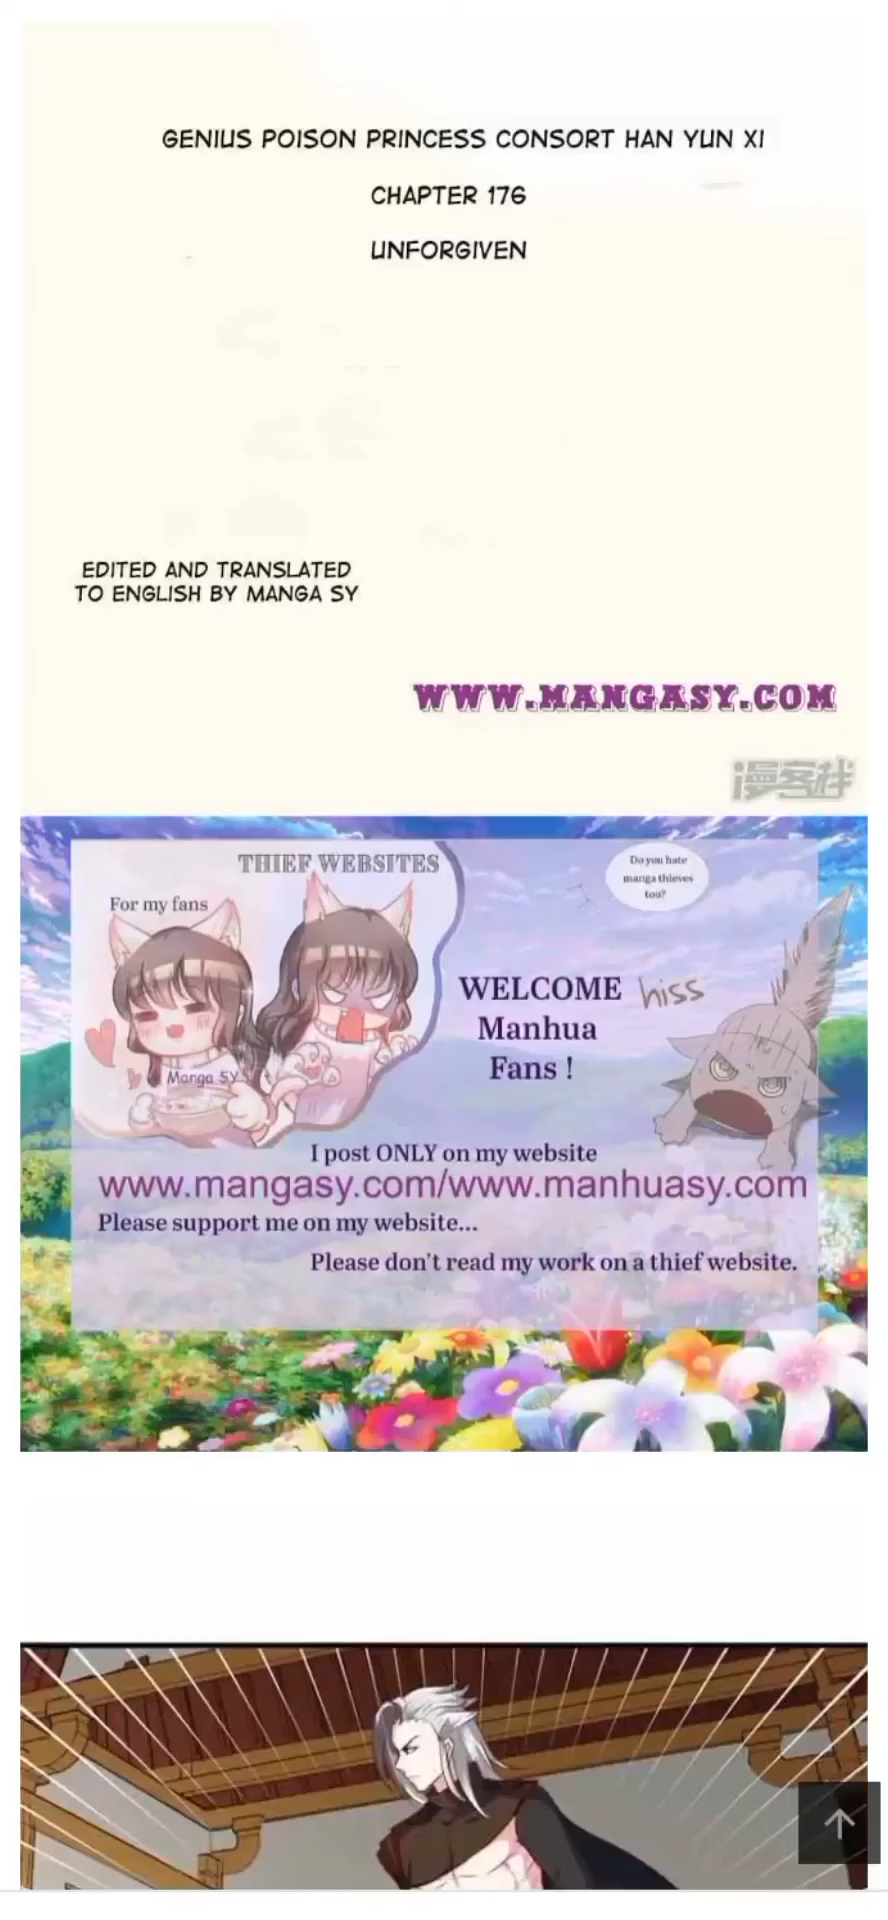 GENIUS POISON PRINCESS CONSORT HAN YUN XI
CHAPTER 176
UNFORGIVEN
EDITED AND TRANSLATED
TO ENGLISH BY MANGA SY
WWW.MANGASY.COM
漫客栈
THIEF WEBSITES
For my fans
Manga SY
Do you hate
manga thieves
too?
WELCOME
Manhua
Fans !
hiss
I post ONLY on my website
www.mangasy.com/www.manhuasy.com
Please support me on my website...
Please don't read my work on a thief website.